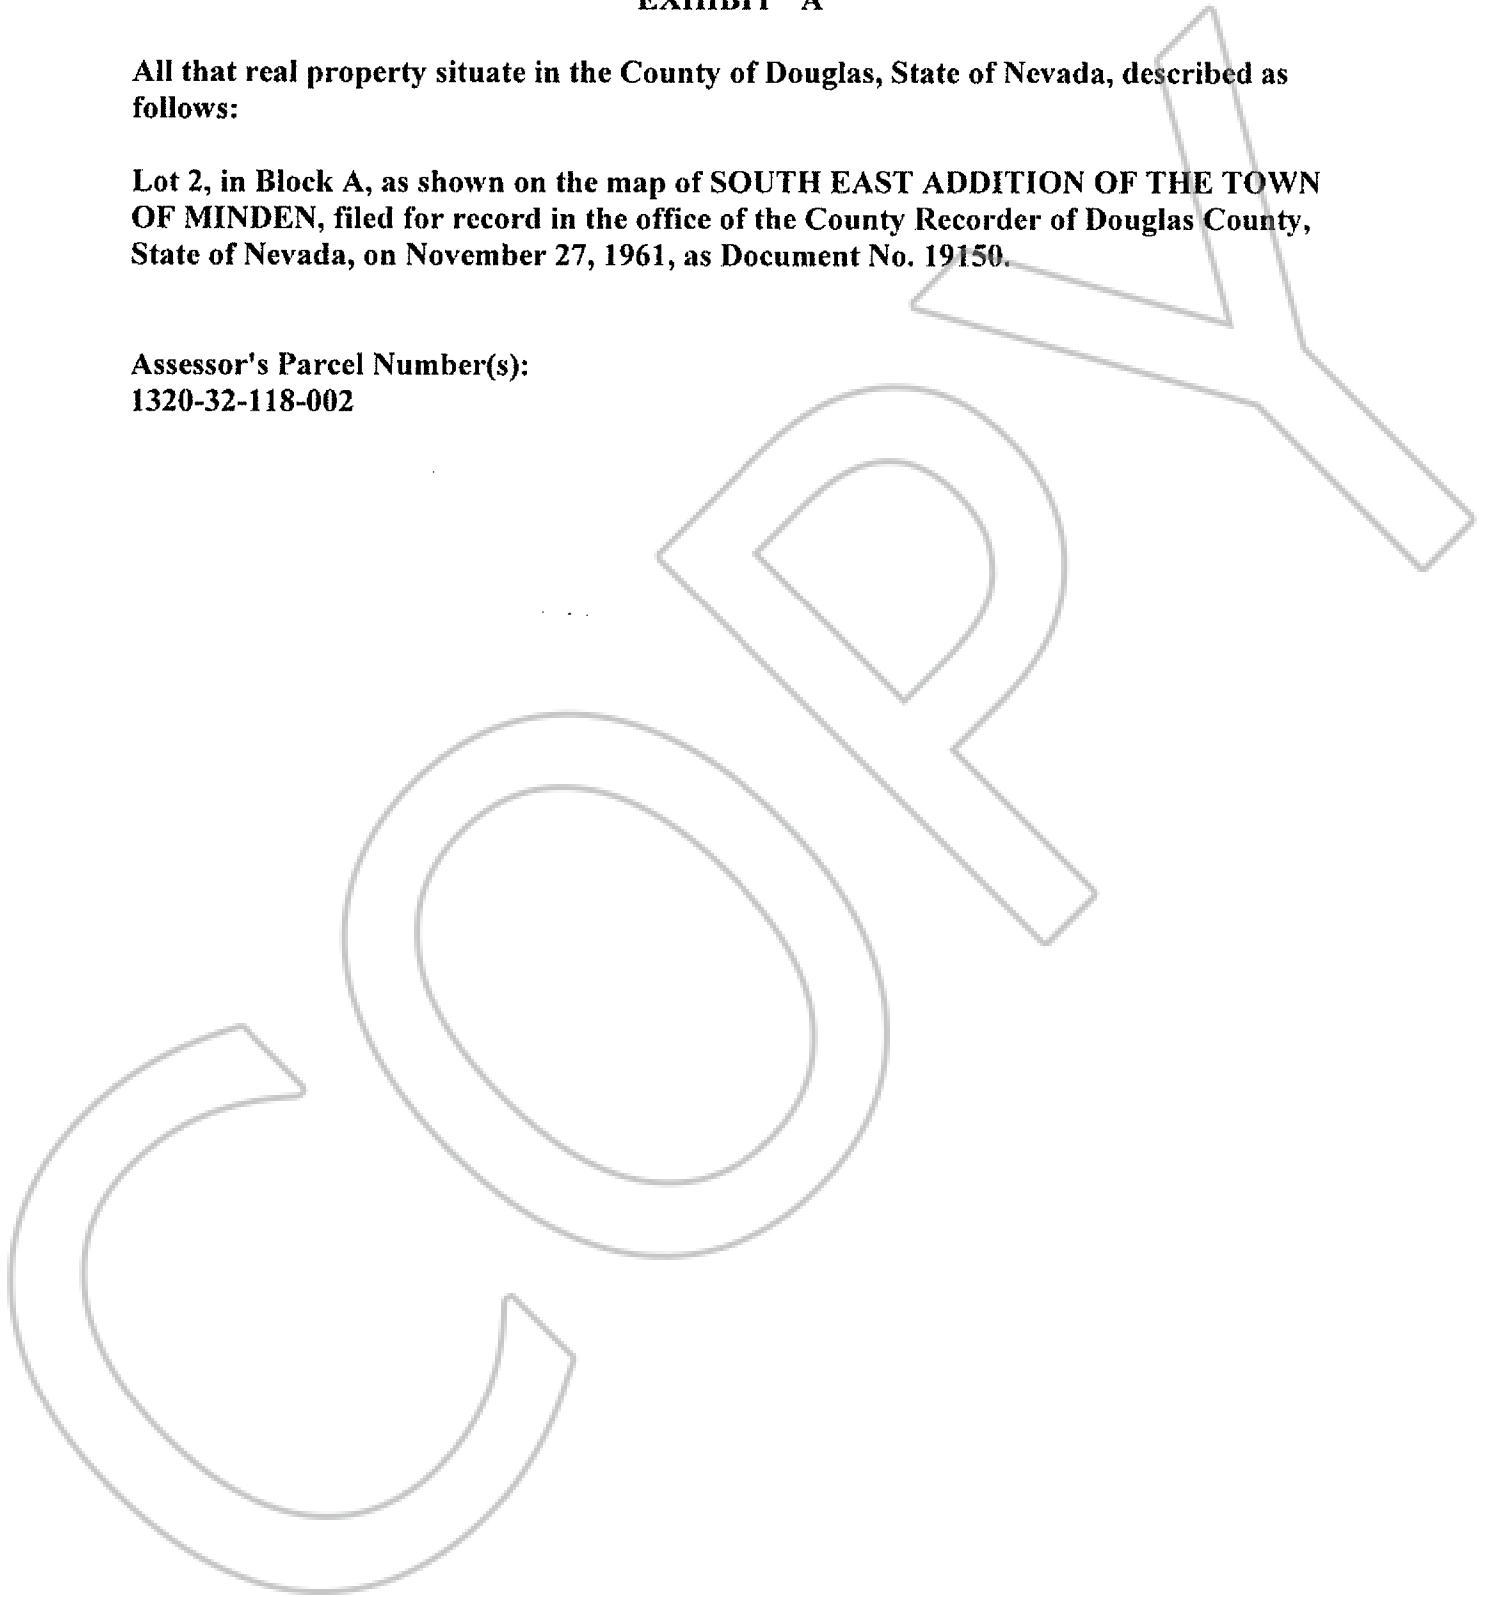 EXHIBIT "A"
All that real property situate in the County of Douglas, State of Nevada, described as
follows:
Lot 2, in Block A, as shown on the map of SOUTH EAST ADDITION OF THE TOWN
OF MINDEN, filed for record in the office of the County Recorder of Douglas County,
State of Nevada, on November 27, 1961, as Document No. 19150.
Assessor's Parcel Number(s):
1320-32-118-002
COPY